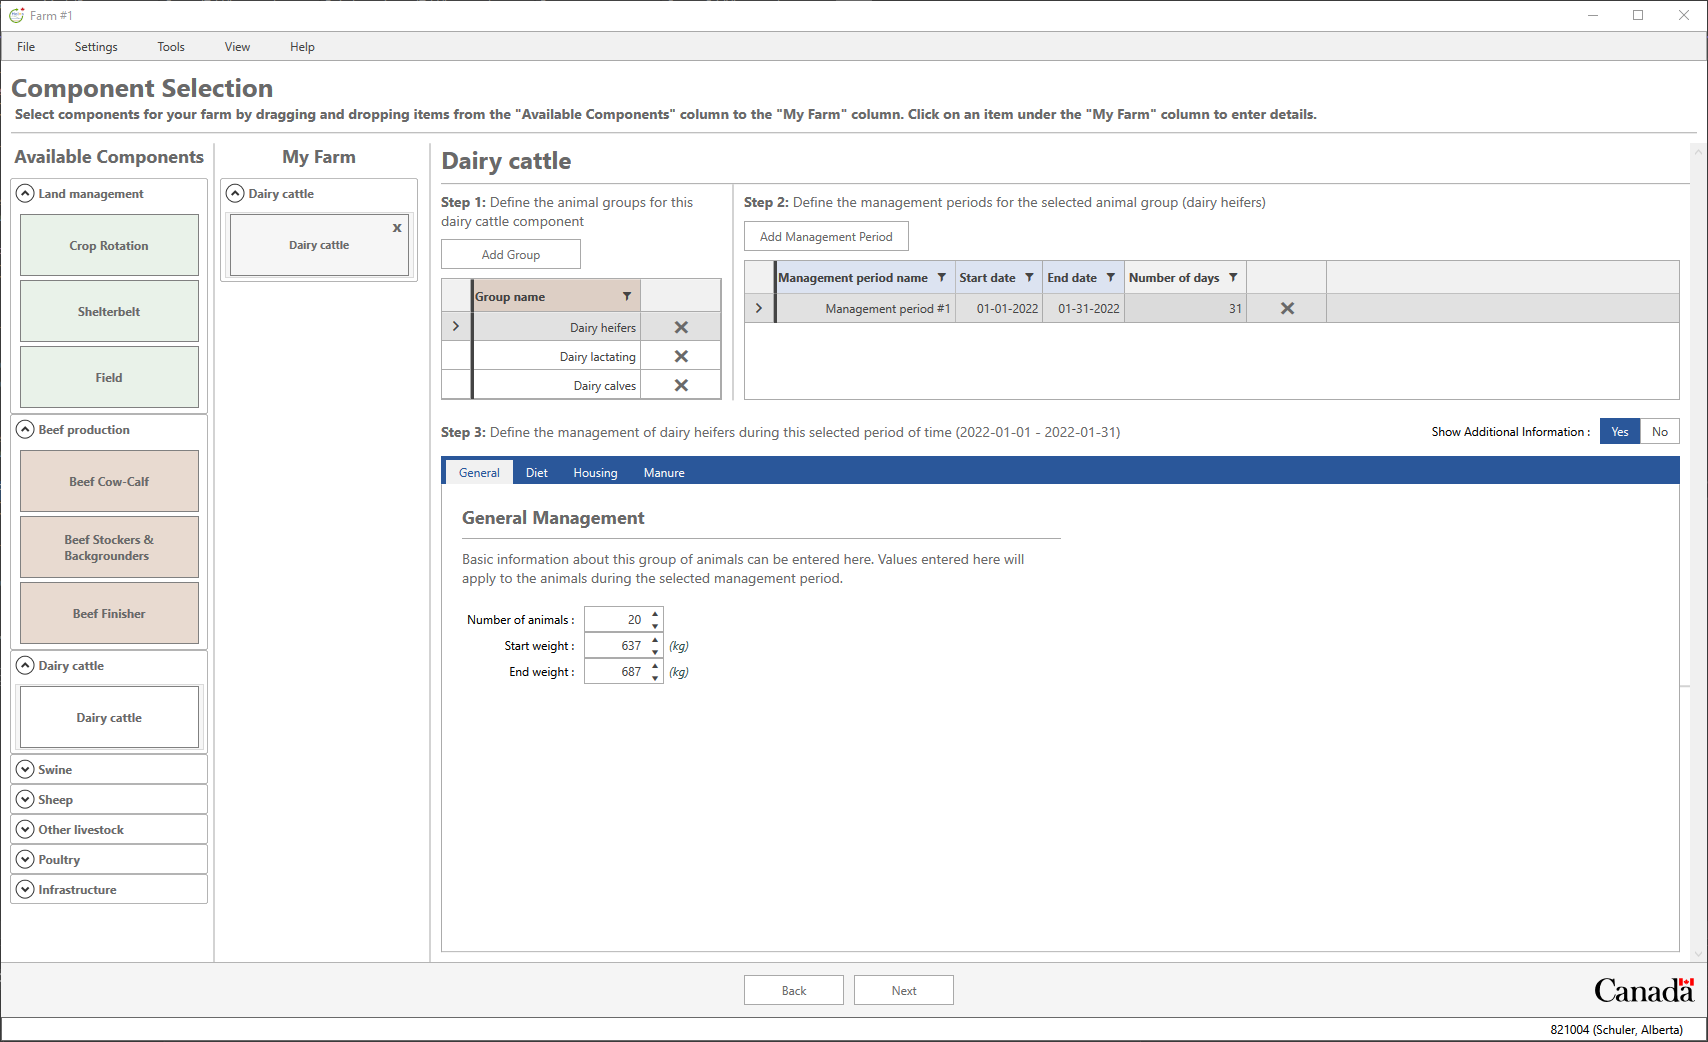 Farm #1
File Settings Tools View Help
Component Selection
Select components for your farm by dragging and dropping items from the "Available Components" column to the "My Farm" column. Click on an item under the "My Farm" column to enter details.
Available Components
Land management
Crop Rotation
Shelterbelt
Field
Beef production
Beef Cow-Calf
Beef Stockers &
Backgrounders
Beef Finisher
Dairy cattle
Dairy cattle
Swine
Sheep
Other livestock
Poultry
Infrastructure
My Farm
Dairy cattle
x
Dairy cattle
Dairy cattle
Step 1: Define the animal groups for this
dairy cattle component
Add Group
Group name
Dairy heifers
Dairy lactating
Dairy calves
Step 2: Define the management periods for the selected animal group (dairy heifers)
Add Management Period
Management period name Start date End date Number of days
Management period #1 01-01-2022 01-31-2022 31
Step 3: Define the management of dairy heifers during this selected period of time (2022-01-01 - 2022-01-31)
Show Additional Information : Yes No
General Diet Housing Manure
General Management
Basic information about this group of animals can be entered here. Values entered here will
apply to the animals during the selected management period.
Number of animals : 20
Start weight : 637 (kg)
End weight : 687 (kg)
Back Next
Canada
821004 (Schuler, Alberta)